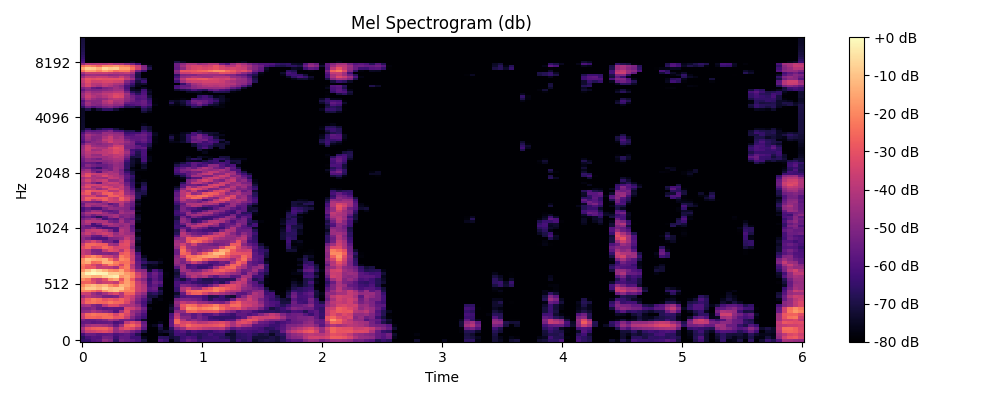 Mel Spectrogram (db)
Hz
8192
4096
2048
1024
512
0
0 1 2 3 4 5 6
Time
+0 dB
-10 dB
-20 dB
-30 dB
-40 dB
-50 dB
-60 dB
-70 dB
-80 dB